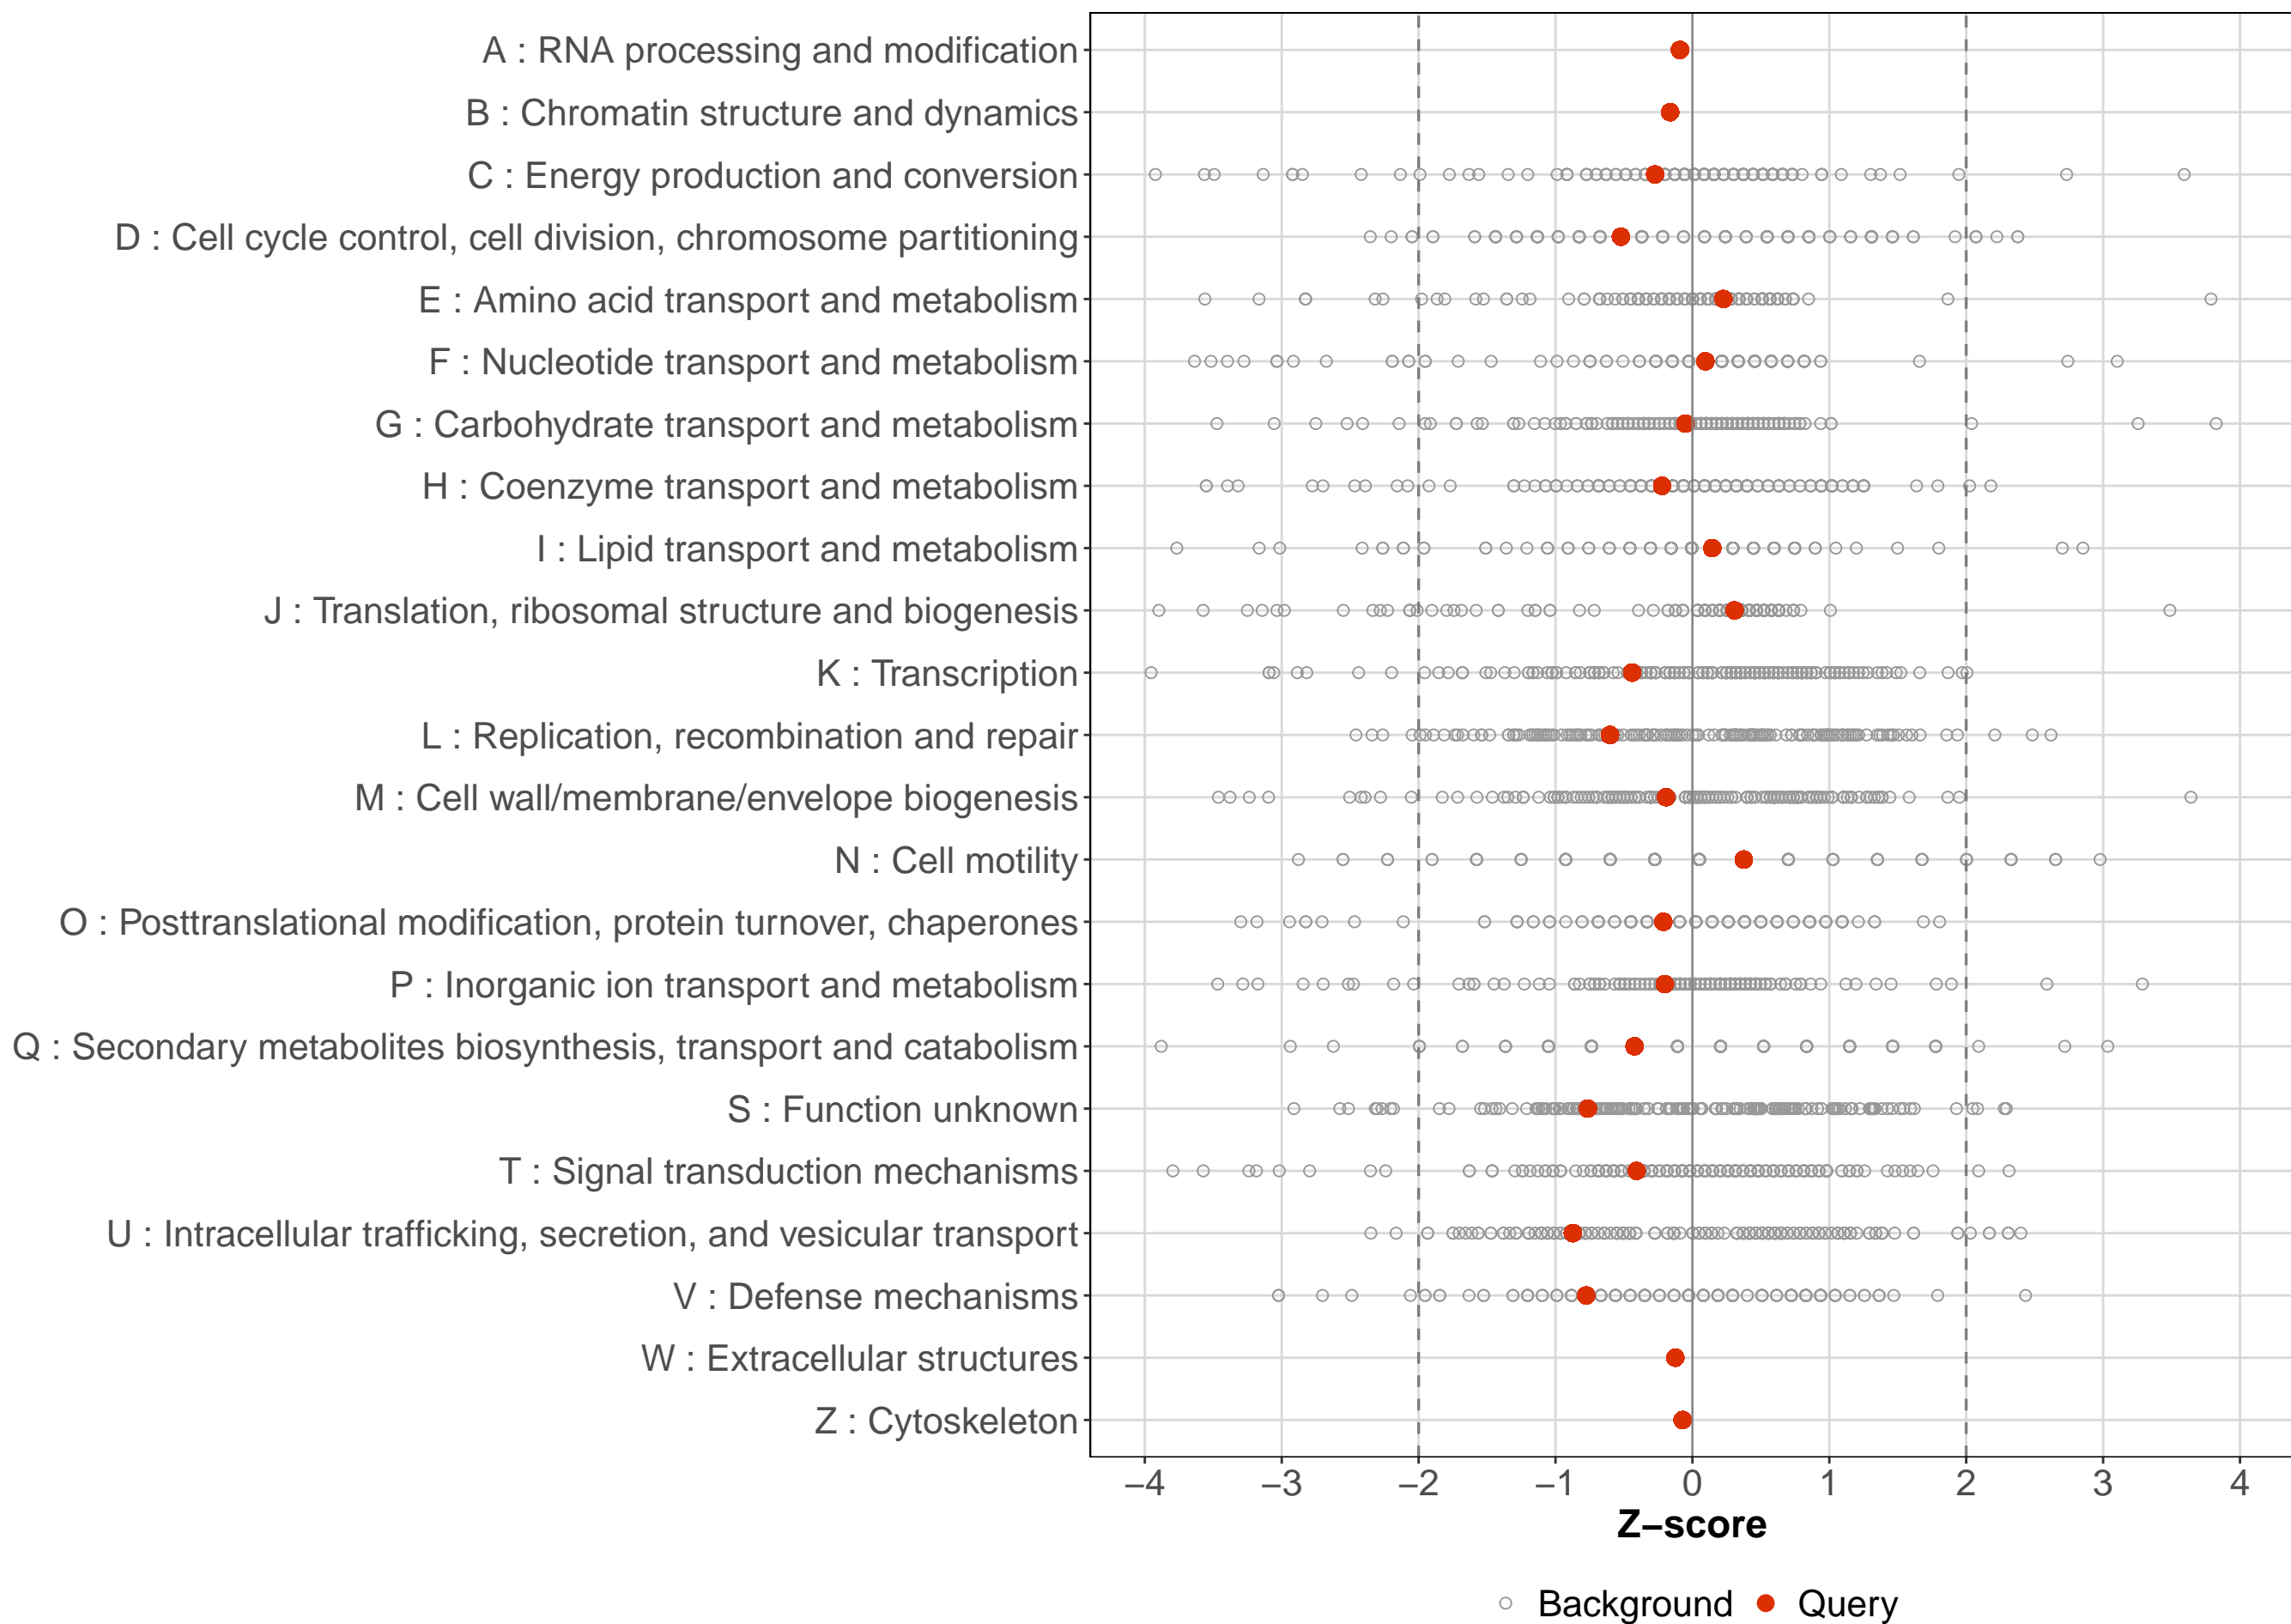 A : RNA processing and modification
B : Chromatin structure and dynamics
C : Energy production and conversion
D : Cell cycle control, cell division, chromosome partitioning
E : Amino acid transport and metabolism
F : Nucleotide transport and metabolism
G : Carbohydrate transport and metabolism
H : Coenzyme transport and metabolism
I : Lipid transport and metabolism
J : Translation, ribosomal structure and biogenesis
K : Transcription
L : Replication, recombination and repair
M : Cell wall/membrane/envelope biogenesis
N : Cell motility
O : Posttranslational modification, protein turnover, chaperones
P : Inorganic ion transport and metabolism
Q : Secondary metabolites biosynthesis, transport and catabolism
S : Function unknown
T : Signal transduction mechanisms
U : Intracellular trafficking, secretion, and vesicular transport
V : Defense mechanisms
W : Extracellular structures
Z : Cytoskeleton
−4 −3 −2 −1 0 1 2 3 4
Z−score
Background Query